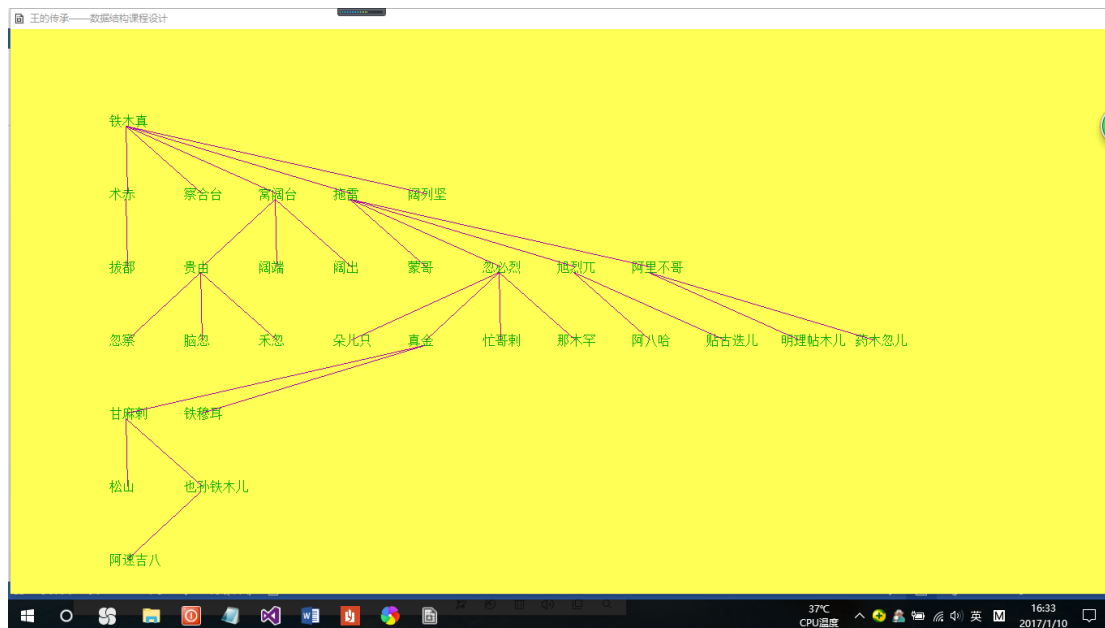 王的传承——数据结构课程设计
铁木真
术赤 察合台 窝阔台 拖雷 阔列坚
拔都 贵由 阔端 阔出 蒙哥 忽必烈 旭烈兀 阿里不哥
忽察 脑忽 禾忽 朵儿只 真金 忙哥剌 那木罕 阿八哈 贴古迭儿 明理帖木儿 药木忽儿
甘麻剌 铁穆耳
松山 也孙铁木儿
阿速吉八
37℃ 16:33
CPU温度 英 M 2017/1/10